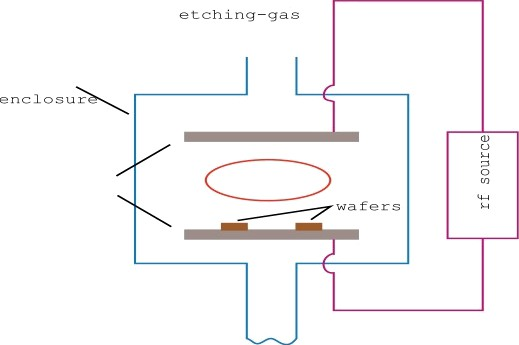 etching-gas
enclosure
wafers
rf source